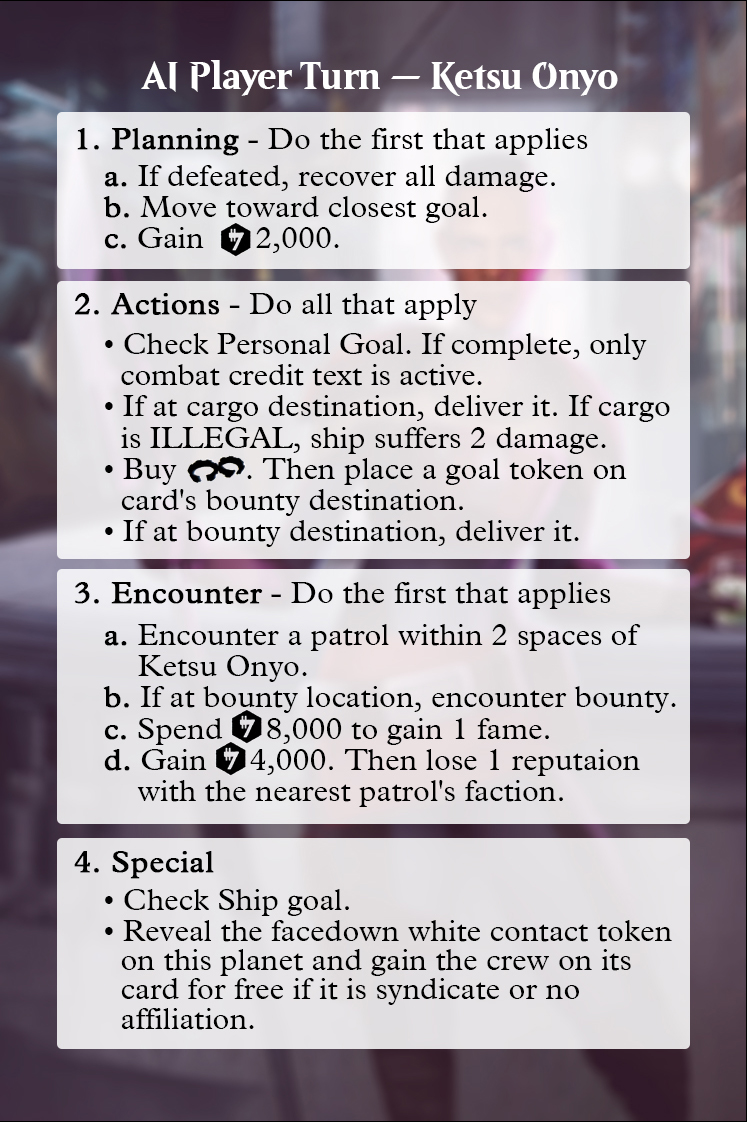 AI Player Turn — Ketsu Onyo
1. Planning - Do the first that applies
a. If defeated, recover all damage.
b. Move toward closest goal.
c. Gain 2,000.
2. Actions - Do all that apply
• Check Personal Goal. If complete, only
combat credit text is active.
• If at cargo destination, deliver it. If cargo
is ILLEGAL, ship suffers 2 damage.
• Buy . Then place a goal token on
card's bounty destination.
• If at bounty destination, deliver it.
3. Encounter - Do the first that applies
a. Encounter a patrol within 2 spaces of
Ketsu Onyo.
b. If at bounty location, encounter bounty.
c. Spend 8,000 to gain 1 fame.
d. Gain 4,000. Then lose 1 reputaion
with the nearest patrol's faction.
4. Special
• Check Ship goal.
• Reveal the facedown white contact token
on this planet and gain the crew on its
card for free if it is syndicate or no
affiliation.